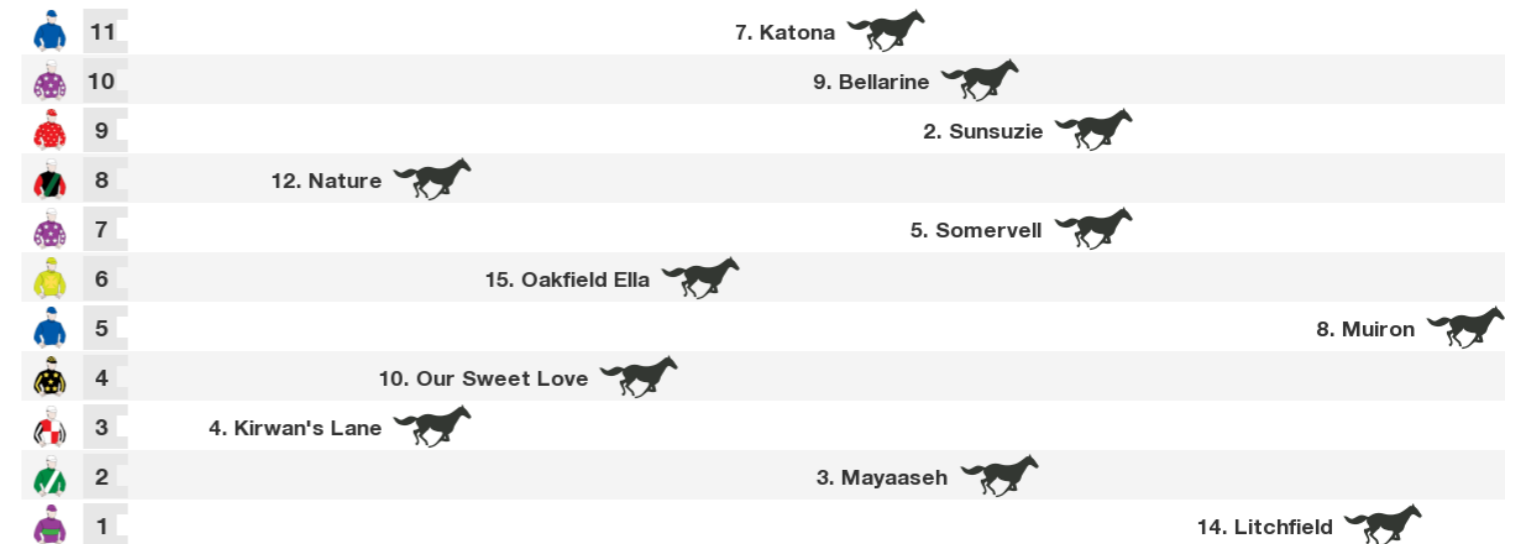 11 7. Katona
10 9. Bellarine
9 2. Sunsuzie
8 12. Nature
7 5. Somervell
6 15. Oakfield Ella
5 8. Muiron
4 10. Our Sweet Love
3 4. Kirwan's Lane
2 3. Mayaaseh
1 14. Litchfield